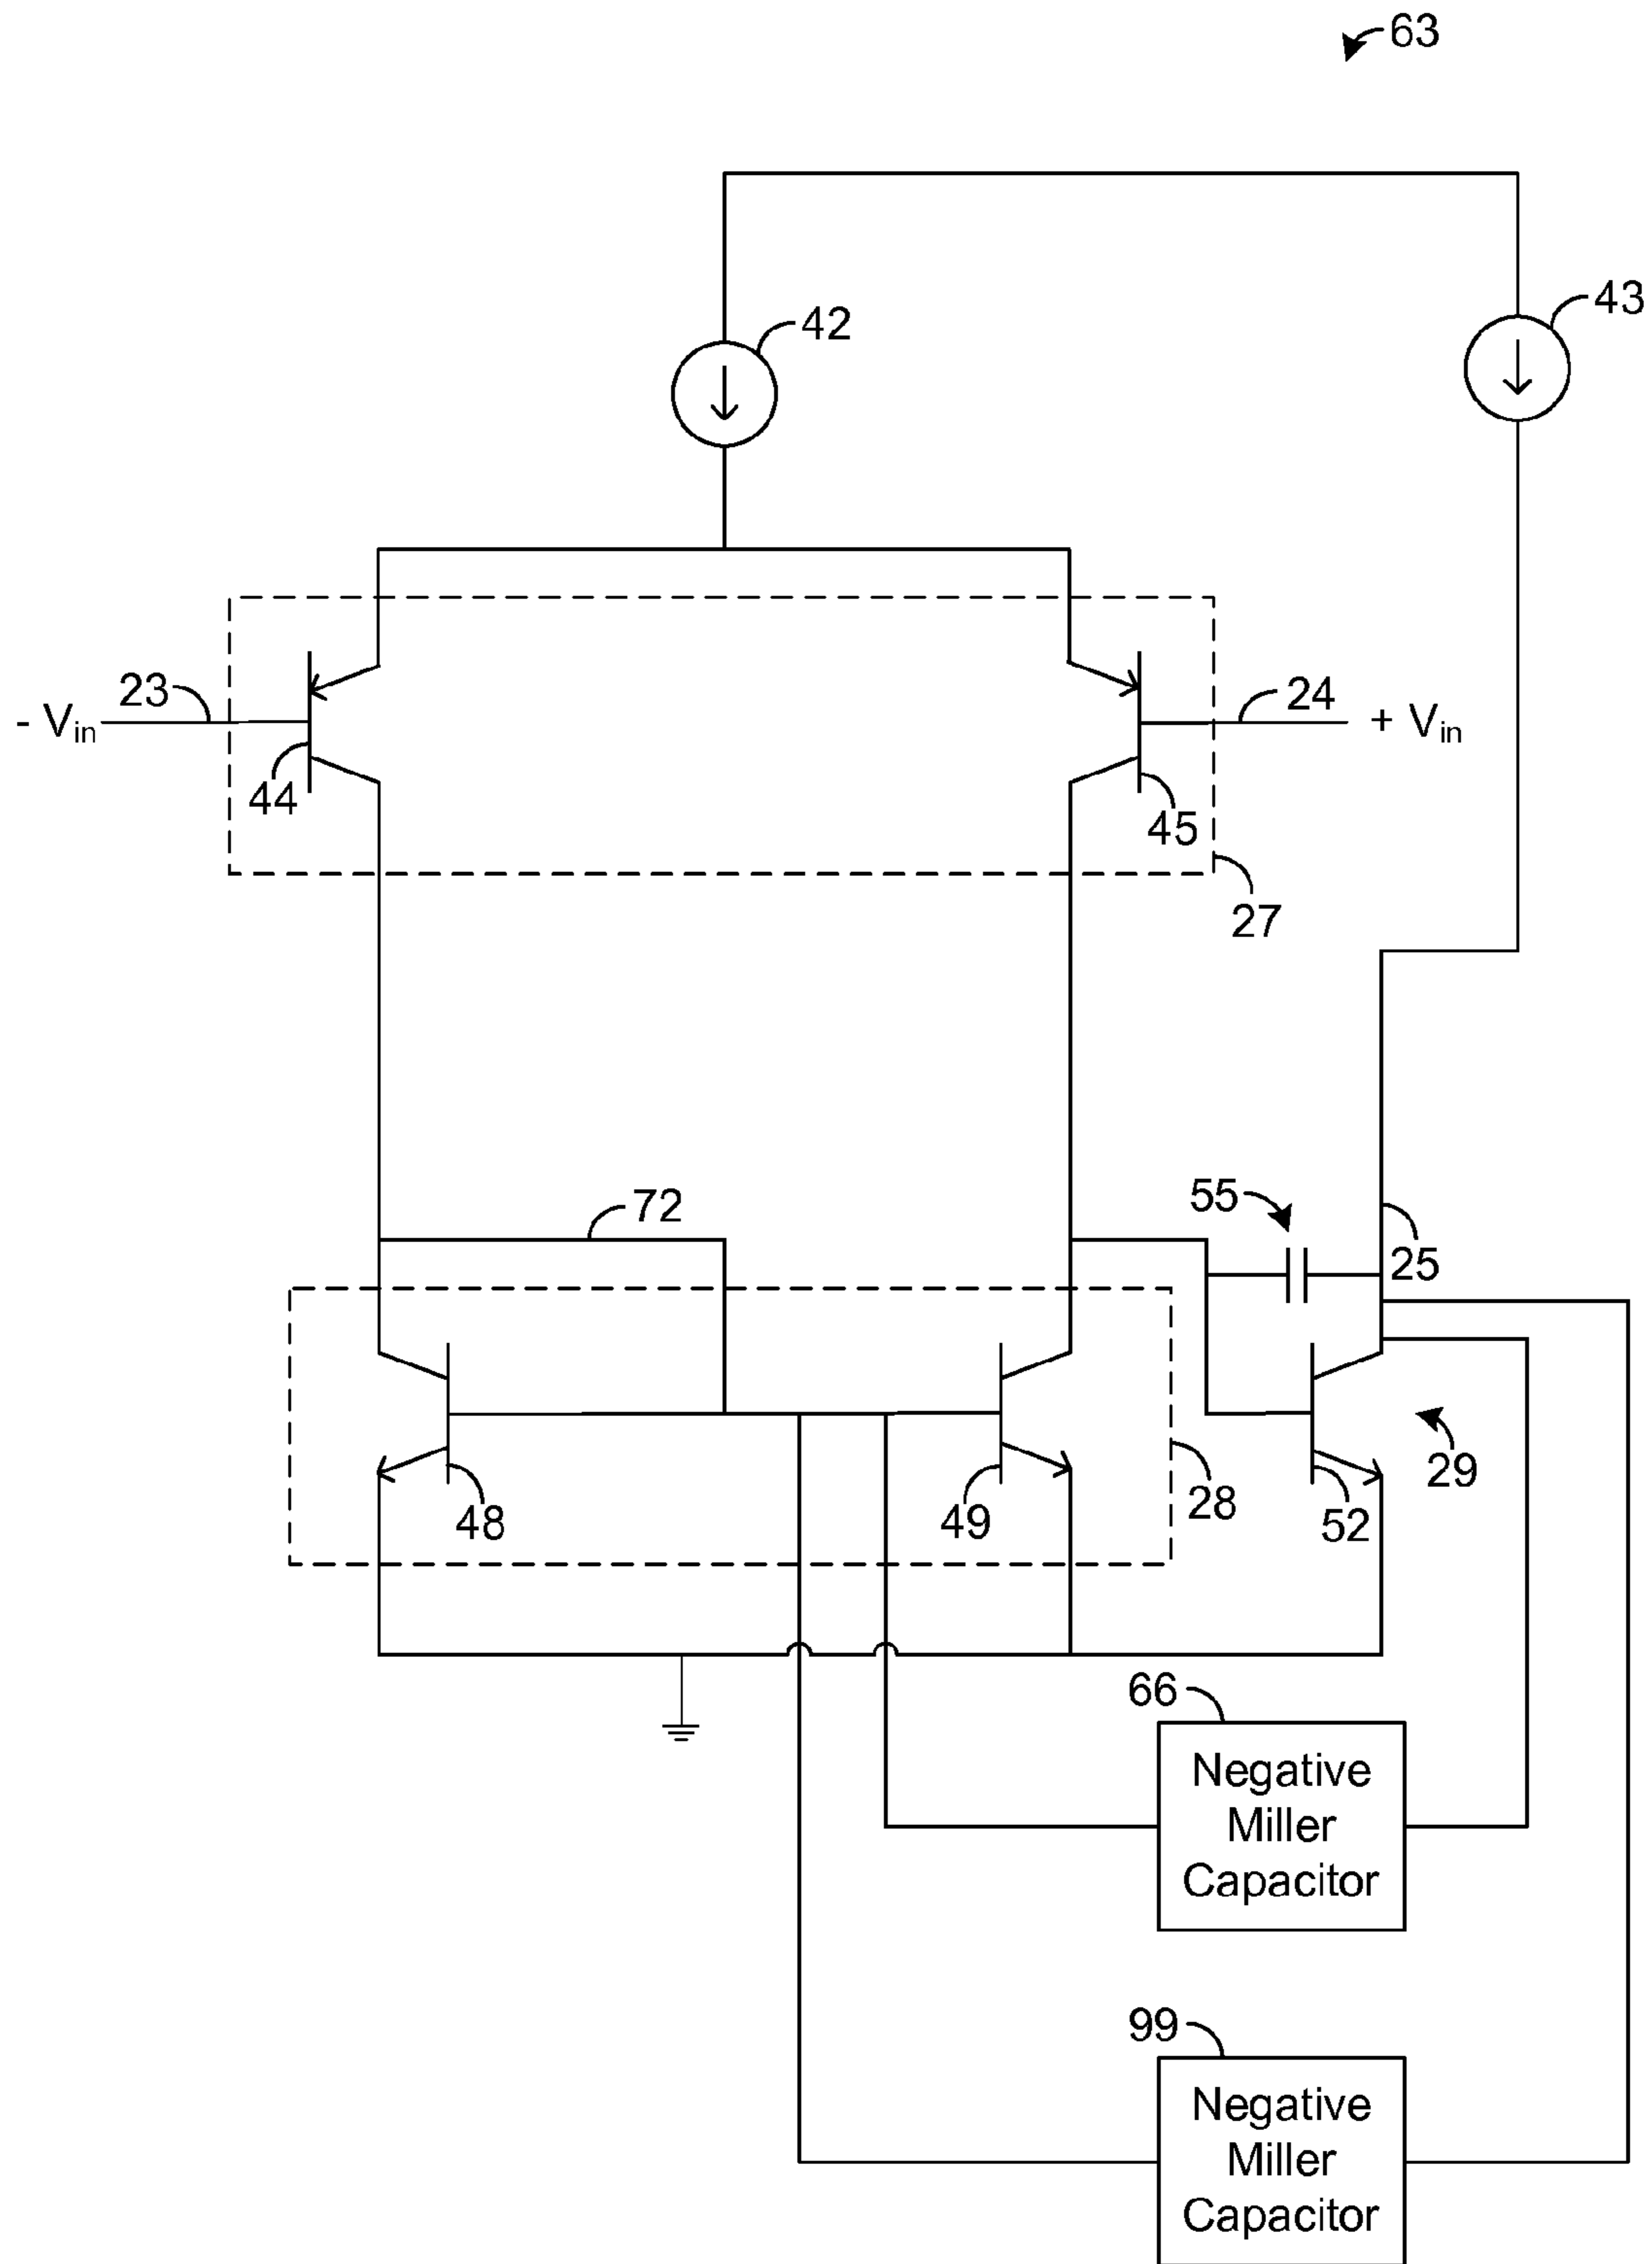 63
42
43
23
- Vin
44
24
+ Vin
45
27
72
55
25
48
49
28
52
29
66
Negative
Miller
Capacitor
99
Negative
Miller
Capacitor